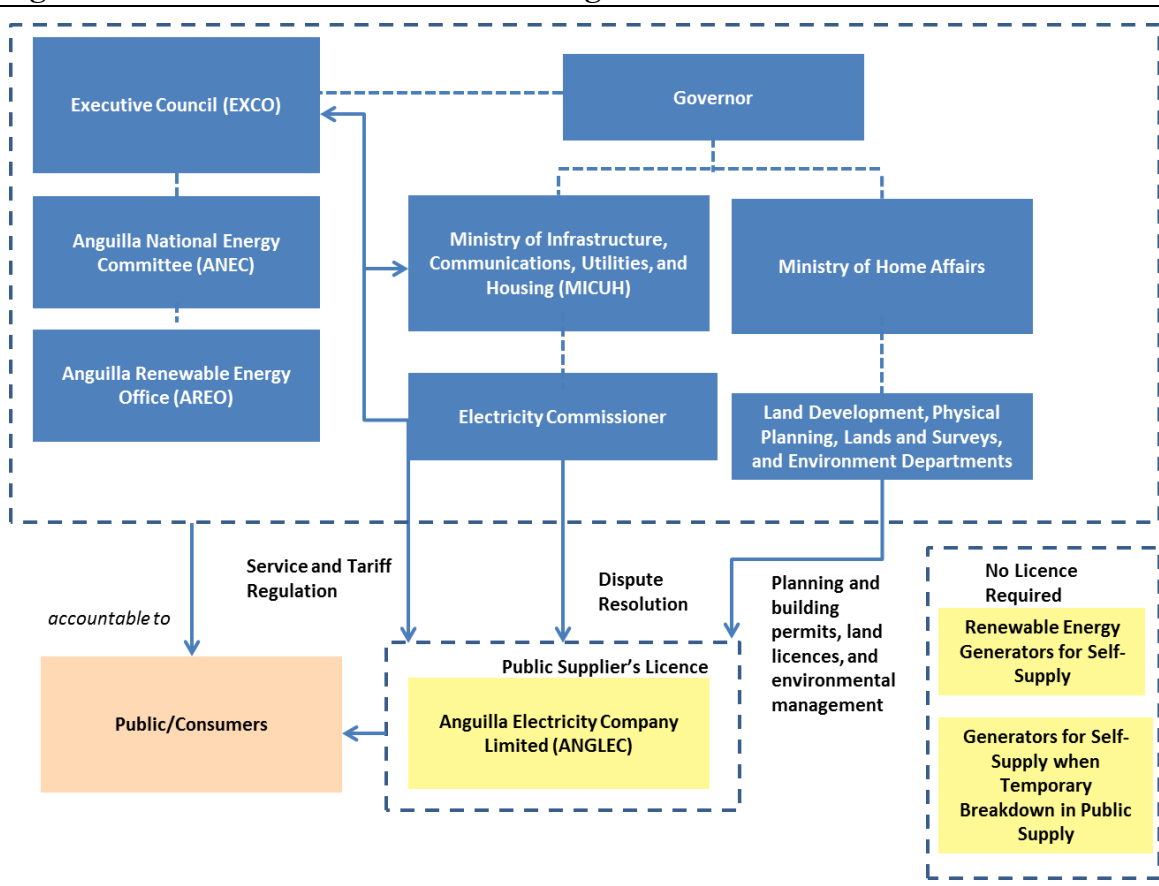 Executive Council (EXCO)
Governor
Anguilla National Energy
Committee (ANEC)
Ministry of Infrastructure,
Communications, Utilities, and
Housing (MICUH)
Ministry of Home Affairs
Anguilla Renewable Energy
Office (AREO)
Electricity Commissioner
Land Development, Physical
Planning, Lands and Surveys,
and Environment Departments
accountable to
Service and Tariff
Regulation
Dispute
Resolution
Planning and
building
permits, land
licences, and
environmental
management
No Licence
Required
Renewable Energy
Generators for Self-
Supply
Generators for Self-
Supply when
Temporary
Breakdown in Public
Supply
Public/Consumers
Public Supplier's Licence
Anguilla Electricity Company
Limited (ANGLEC)